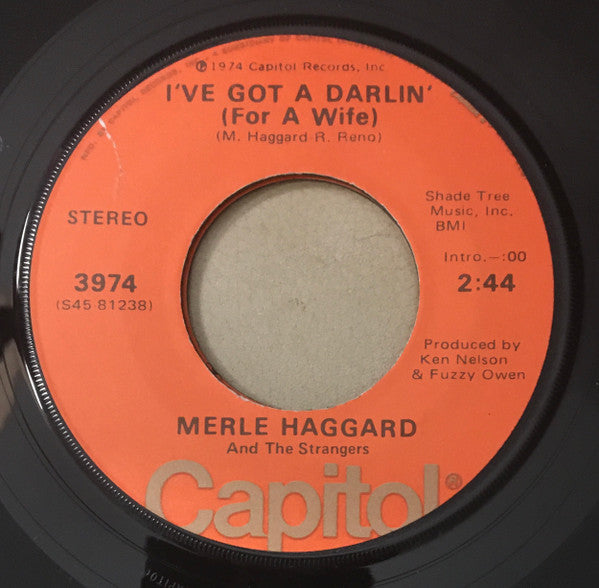 ℗1974 Capitol Records, Inc
I'VE GOT A DARLIN'
(For A Wife)
(M. Haggard-R. Reno)
STEREO
3974
(S45-81238)
Shade Tree
Music, Inc.
BMI
Intro.-:00
2:44
Produced by
Ken Nelson
& Fuzzy Owen
MERLE HAGGARD
And The Strangers
Capitol®